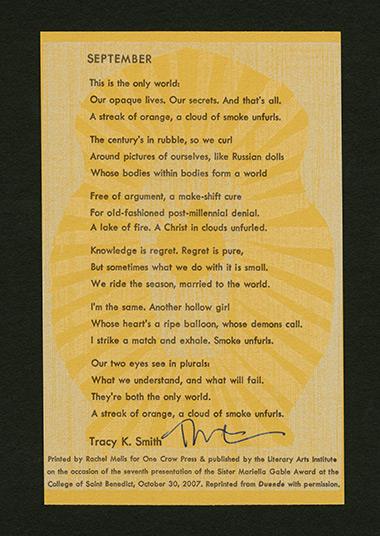 SEPTEMBER
This is the only world:
Our opaque lives. Our secrets. And that's all.
A streak of orange, a cloud of smoke unfurls.
The century's in rubble, so we curl
Around pictures of ourselves, like Russian dolls
Whose bodies within bodies form a world
Free of argument, a make-shift cure
For old-fashioned post-millennial denial.
A lake of fire. A Christ in clouds unfurled.
Knowledge is regret. Regret is pure,
But sometimes what we do with it is small.
We ride the season, married to the world.
I'm the same. Another hollow girl
Whose heart's a ripe balloon, whose demons call.
I strike a match and exhale. Smoke unfurls.
Our two eyes see in plurals:
What we understand, and what will fail.
They're both the only world.
A streak of orange, a cloud of smoke unfurls.
Tracy K. Smith
Printed by Rachel Melis for One Crow Press & published by the Literary Arts Institute
on the occasion of the seventh presentation of the Sister Mariella Gable Award at the
College of Saint Benedict, October 30, 2007. Reprinted from Duende with permission.